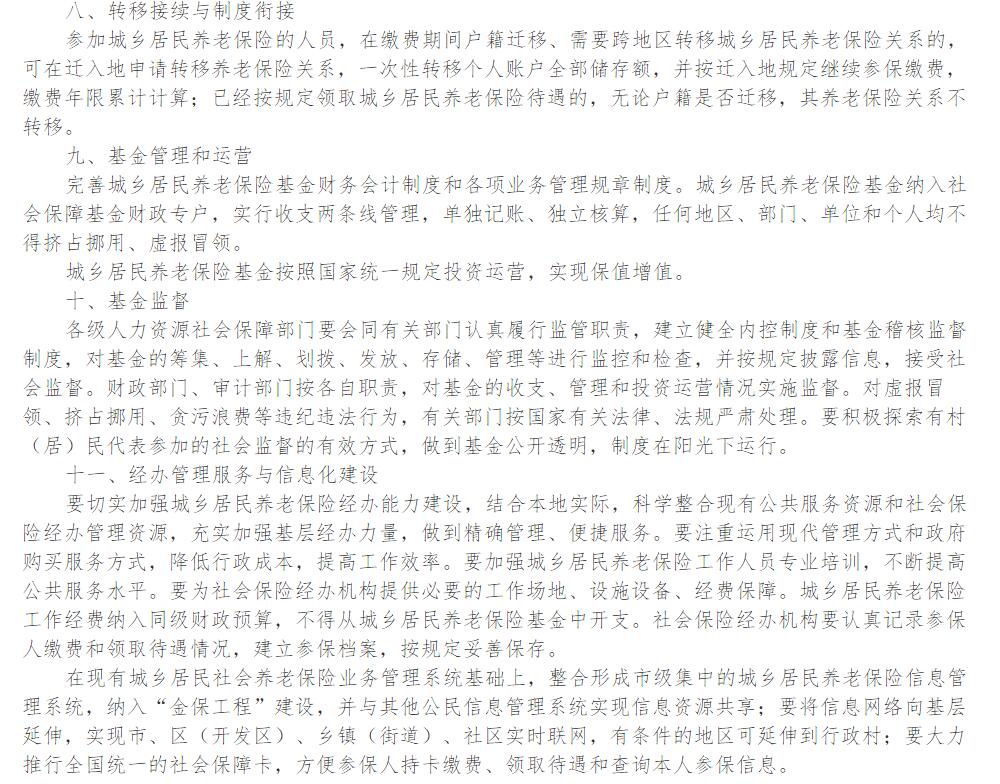 八、转移接续与制度衔接
参加城乡居民养老保险的人员，在缴费期间户籍迁移、需要跨地区转移城乡居民养老保险关系的，
可在迁入地申请转移养老保险关系，一次性转移个人账户全部储存额，并按迁入地规定继续参保缴费，
缴费年限累计计算；已经按规定领取城乡居民养老保险待遇的，无论户籍是否迁移，其养老保险关系不
转移。
九、基金管理和运营
完善城乡居民养老保险基金财务会计制度和各项业务管理规章制度。城乡居民养老保险基金纳入社
会保障基金财政专户，实行收支两条线管理，单独记账、独立核算，任何地区、部门、单位和个人均不
得挤占挪用、虚报冒领。
城乡居民养老保险基金按照国家统一规定投资运营，实现保值增值。
十、基金监督
各级人力资源社会保障部门要会同有关部门认真履行监管职责，建立健全内控制度和基金稽核监督
制度，对基金的筹集、上解、划拨、发放、存储、管理等进行监控和检查，并按规定披露信息，接受社
会监督。财政部门、审计部门按各自职责，对基金的收支、管理和投资运营情况实施监督。对虚报冒
领、挤占挪用、贪污浪费等违纪违法行为，有关部门按国家有关法律、法规严肃处理。要积极探索有村
（居）民代表参加的社会监督的有效方式，做到基金公开透明，制度在阳光下运行。
十一、经办管理服务与信息化建设
要切实加强城乡居民养老保险经办能力建设，结合本地实际，科学整合现有公共服务资源和社会保
险经办管理资源，充实加强基层经办力量，做到精确管理、便捷服务。要注重运用现代管理方式和政府
购买服务方式，降低行政成本，提高工作效率。要加强城乡居民养老保险工作人员专业培训，不断提高
公共服务水平。要为社会保险经办机构提供必要的工作场地、设施设备、经费保障。城乡居民养老保险
工作经费纳入同级财政预算，不得从城乡居民养老保险基金中开支。社会保险经办机构要认真记录参保
人缴费和领取待遇情况，建立参保档案，按规定妥善保存。
在现有城乡居民社会养老保险业务管理系统基础上，整合形成市级集中的城乡居民养老保险信息管
理系统，纳入“金保工程”建设，并与其他公民信息管理系统实现信息资源共享；要将信息网络向基层
延伸，实现市、区（开发区）、乡镇（街道）、社区实时联网，有条件的地区可延伸到行政村；要大力
推行全国统一的社会保障卡，方便参保人持卡缴费、领取待遇和查询本人参保信息。